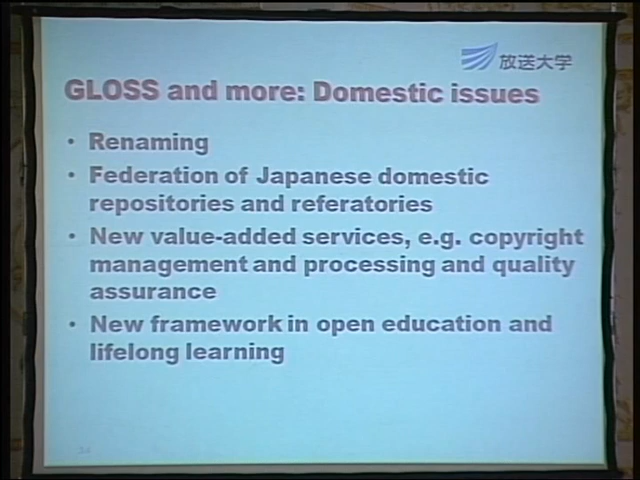 放送大学
GLOSS and more: Domestic issues
• Renaming
• Federation of Japanese domestic
repositories and referatories
• New value-added services, e.g. copyright
management and processing and quality
assurance
• New framework in open education and
lifelong learning